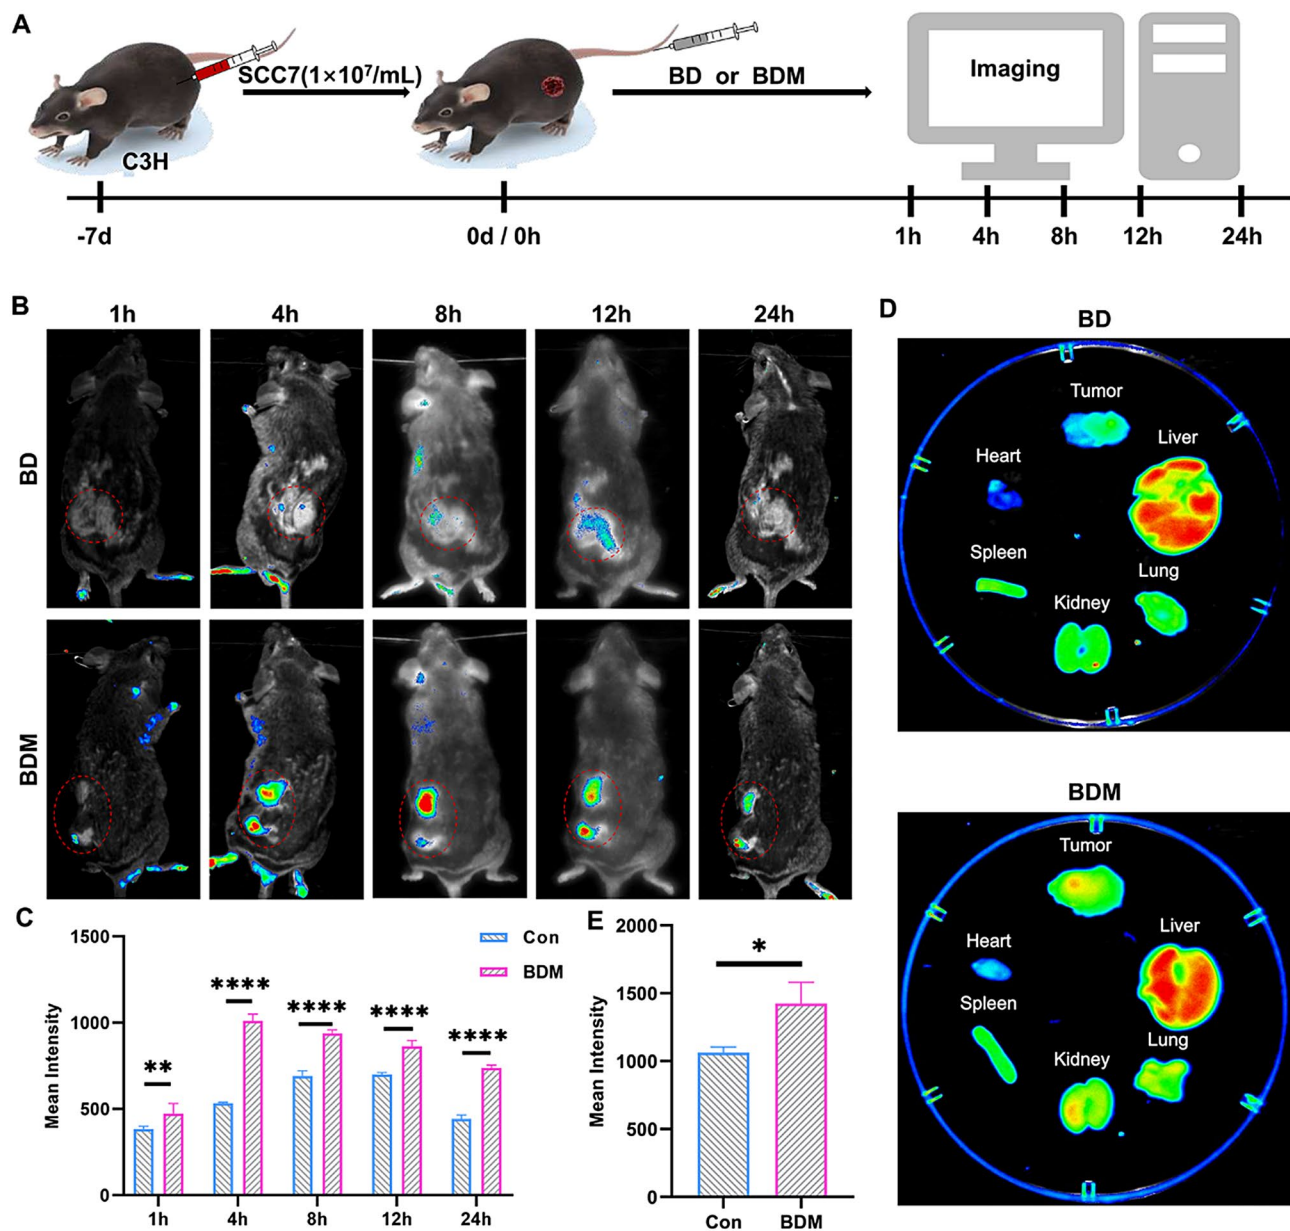 A
SCC7(1×10⁷/mL)
BD or BDM
Imaging
C3H
-7d
0d / 0h
1h
4h
8h
12h
24h
B
1h
4h
8h
12h
24h
BD
BDM
D
BD
Tumor
Liver
Heart
Spleen
Lung
Kidney
BDM
Tumor
Heart
Liver
Spleen
Lung
Kidney
C
Mean Intensity
1500
1000
500
0
Con
BDM
**
****
****
****
****
1h
4h
8h
12h
24h
E
Mean Intensity
2000
1500
1000
500
0
*
Con
BDM